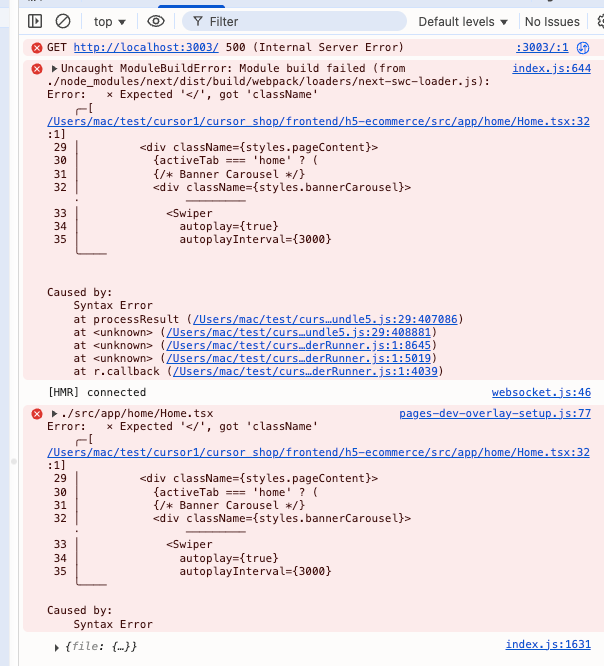 top ▼ Filter Default levels ▼ No Issues
GET http://localhost:3003/ 500 (Internal Server Error) :3003/:1
▶Uncaught ModuleBuildError: Module build failed (from index.js:644
./node_modules/next/dist/build/webpack/loaders/next-swc-loader.js):
Error:   × Expected '</', got 'className'
    ╭─[
/Users/mac/test/cursor1/cursor_shop/frontend/h5-ecommerce/src/app/home/Home.tsx:32
:1]
 29 │         <div className={styles.pageContent}>
 30 │           {activeTab === 'home' ? (
 31 │           {/* Banner Carousel */}
 32 │           <div className={styles.bannerCarousel}>
    ·                ─────────
 33 │             <Swiper
 34 │               autoplay={true}
 35 │               autoplayInterval={3000}
    ╰────
Caused by:
    Syntax Error
    at processResult (/Users/mac/test/curs…undle5.js:29:407086)
    at <unknown> (/Users/mac/test/curs…undle5.js:29:408881)
    at <unknown> (/Users/mac/test/curs…derRunner.js:1:8645)
    at <unknown> (/Users/mac/test/curs…derRunner.js:1:5019)
    at r.callback (/Users/mac/test/curs…derRunner.js:1:4039)
[HMR] connected websocket.js:46
▶./src/app/home/Home.tsx pages-dev-overlay-setup.js:77
Error:   × Expected '</', got 'className'
    ╭─[
/Users/mac/test/cursor1/cursor_shop/frontend/h5-ecommerce/src/app/home/Home.tsx:32
:1]
 29 │         <div className={styles.pageContent}>
 30 │           {activeTab === 'home' ? (
 31 │           {/* Banner Carousel */}
 32 │           <div className={styles.bannerCarousel}>
    ·                ─────────
 33 │             <Swiper
 34 │               autoplay={true}
 35 │               autoplayInterval={3000}
    ╰────
Caused by:
    Syntax Error
▶ {file: {…}} index.js:1631